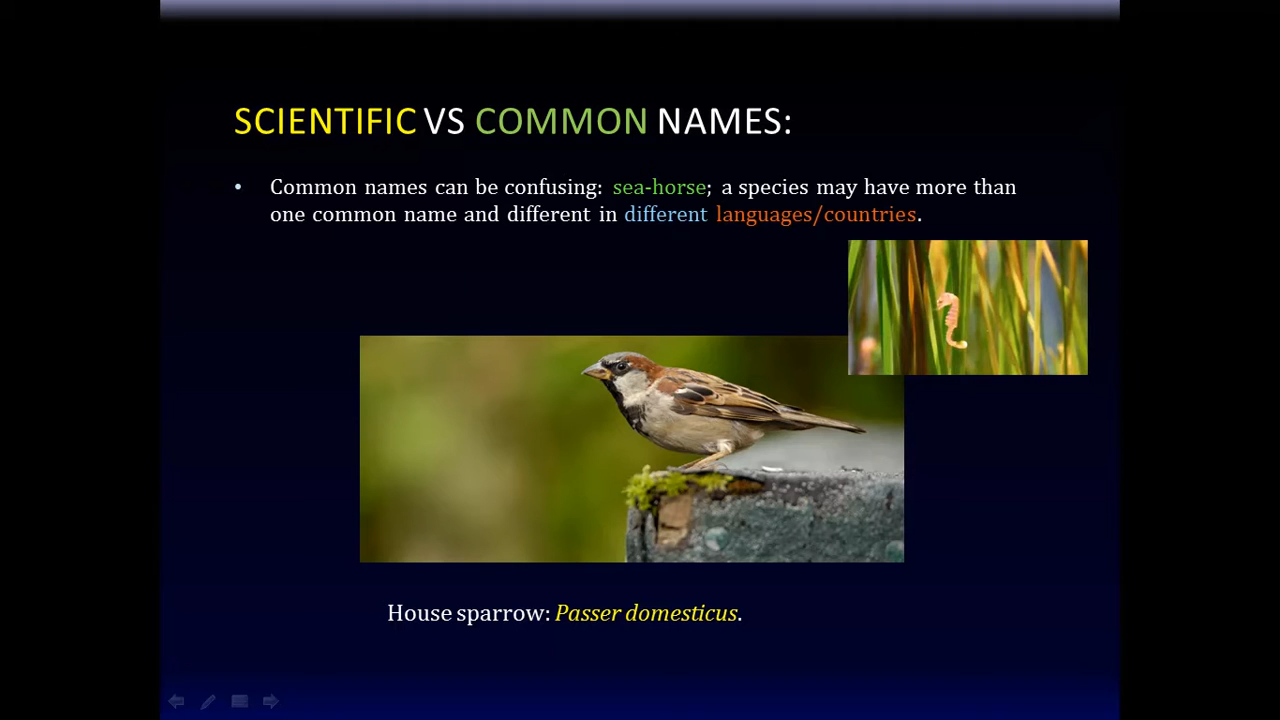 SCIENTIFIC VS COMMON NAMES:
• Common names can be confusing: sea-horse; a species may have more than
one common name and different in different languages/countries.
House sparrow: Passer domesticus.